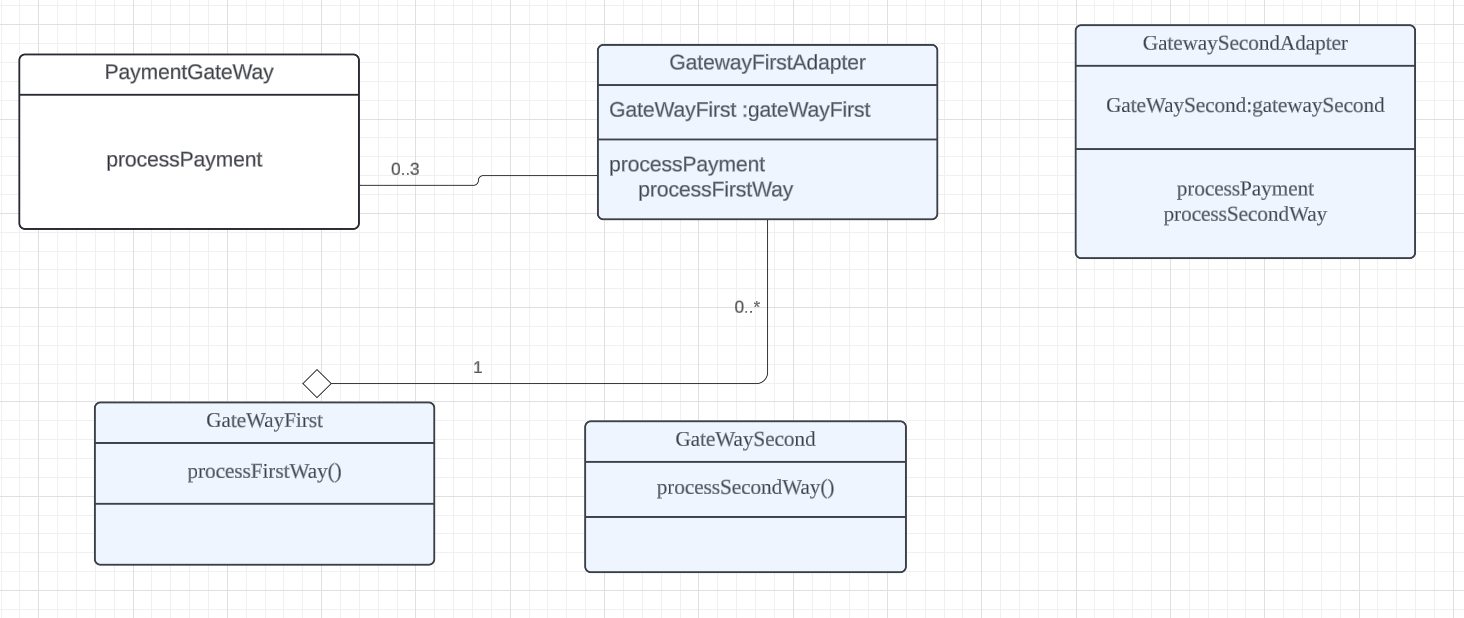 PaymentGateWay
processPayment
0..3
GatewayFirstAdapter
GateWayFirst :gateWayFirst
processPayment
processFirstWay
GatewaySecondAdapter
GateWaySecond:gatewaySecond
processPayment
processSecondWay
0..*
1
GateWayFirst
processFirstWay()
GateWaySecond
processSecondWay()